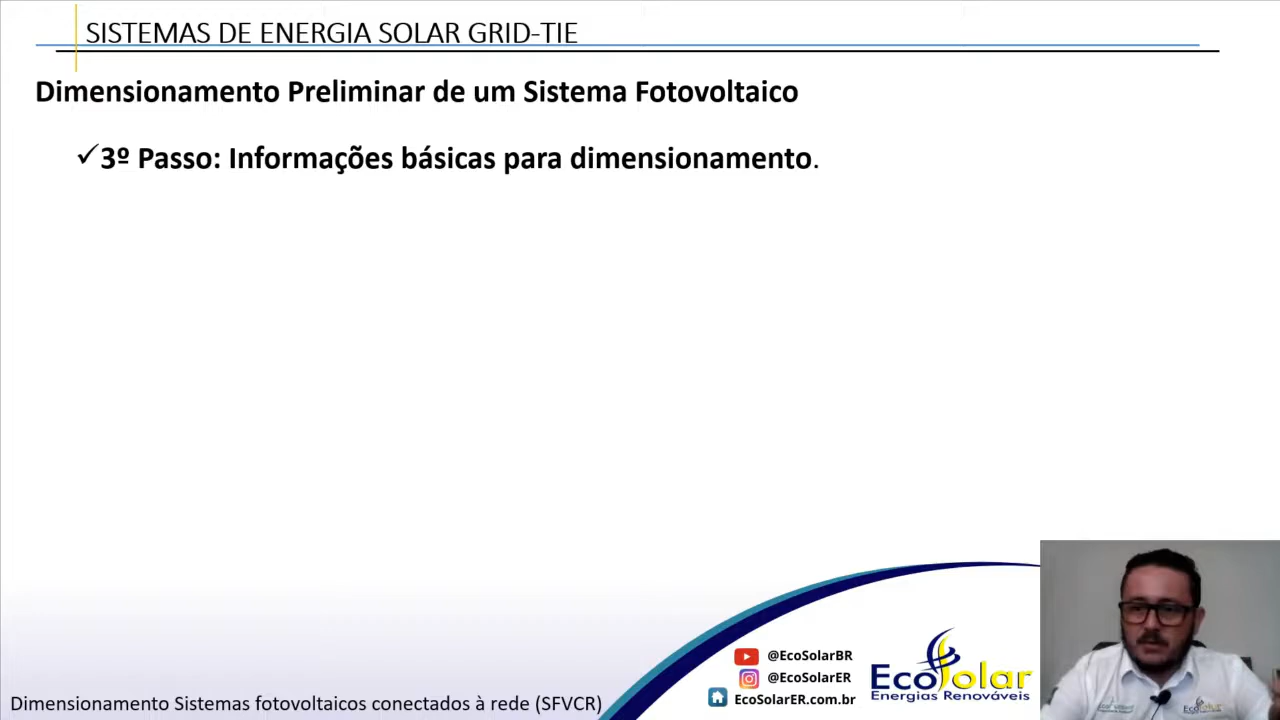 SISTEMAS DE ENERGIA SOLAR GRID-TIE
Dimensionamento Preliminar de um Sistema Fotovoltaico
✓3º Passo: Informações básicas para dimensionamento.
@EcoSolarBR
@EcoSolarER
EcoSolarER.com.br
EcoSolar
Energias Renováveis
Dimensionamento Sistemas fotovoltaicos conectados à rede (SFVCR)